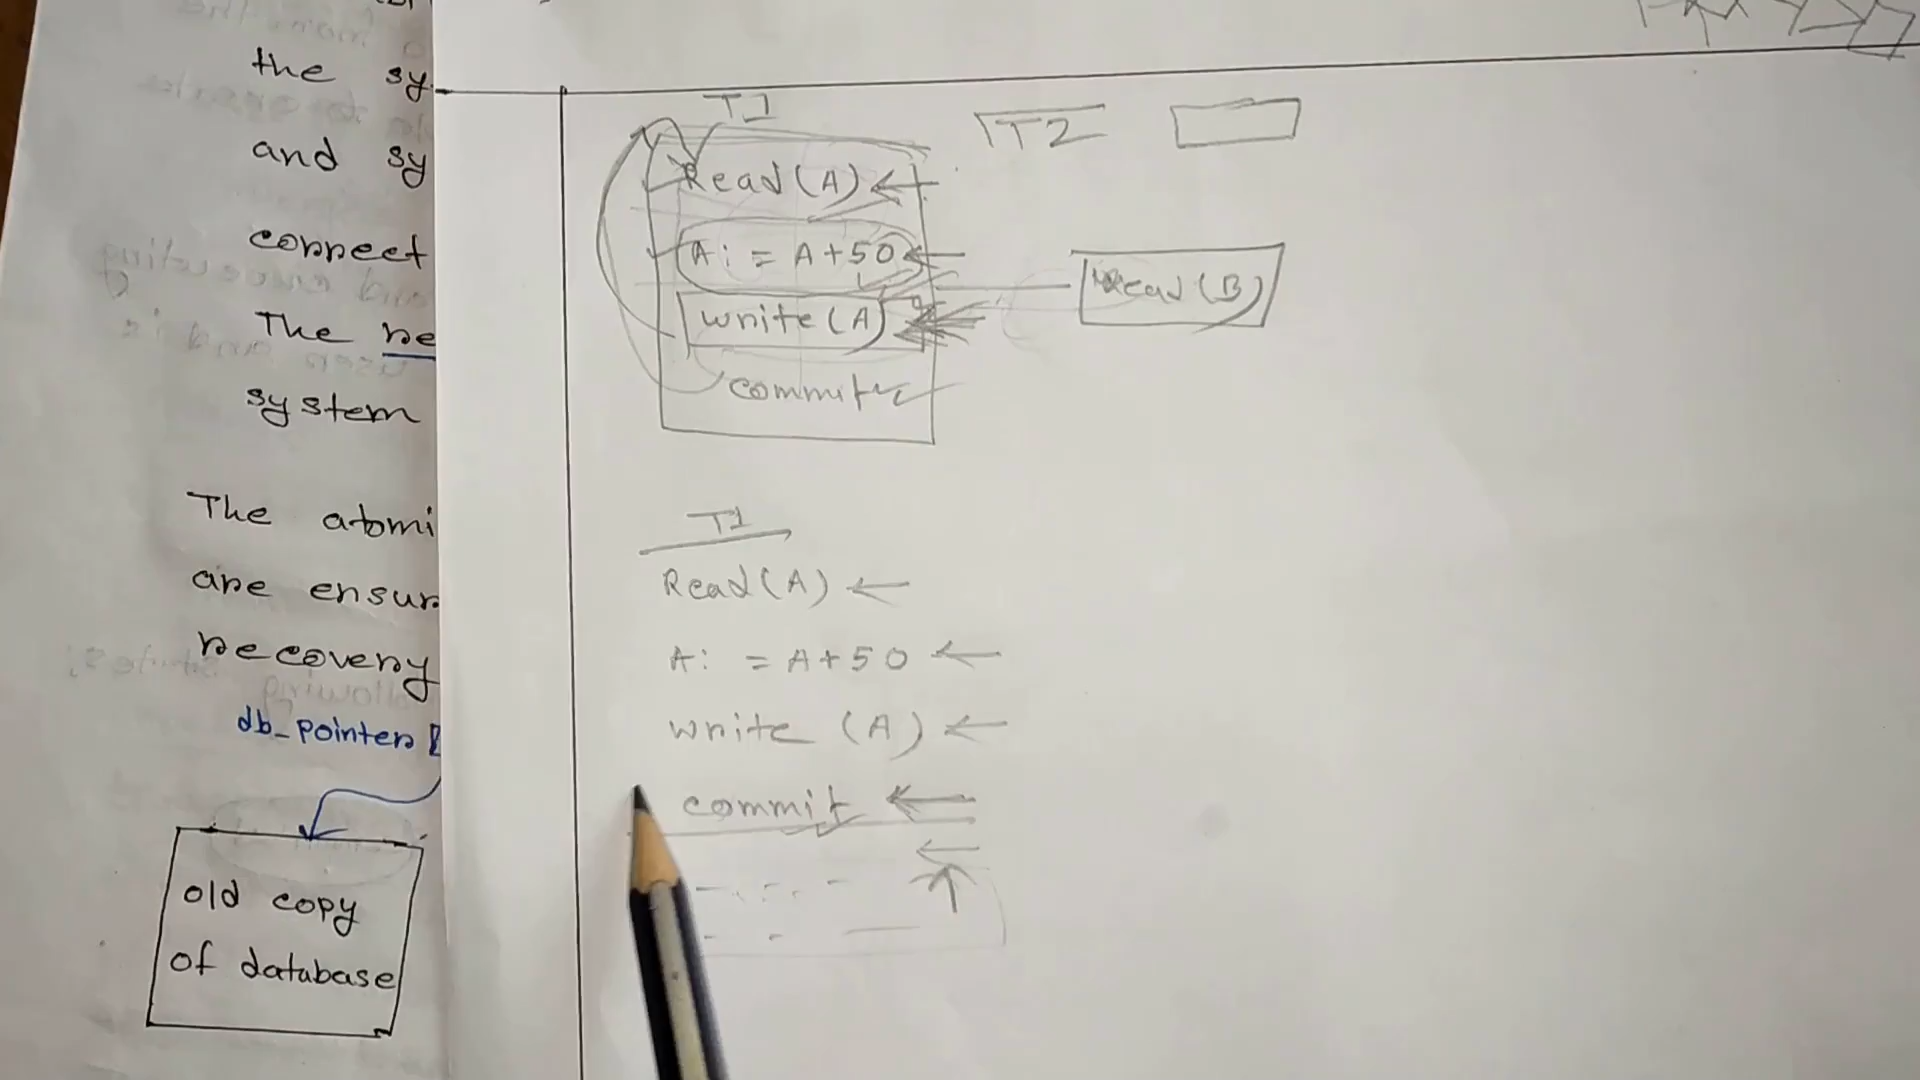 the sy
and sy
correct
The re
system
The atomi
are ensur
recovery
db_pointer
old copy
of database
T1
T2
Read(A)
A := A+50
write(A)
commit
Read(B)
T1
Read(A)
A := A+50
write (A)
commit